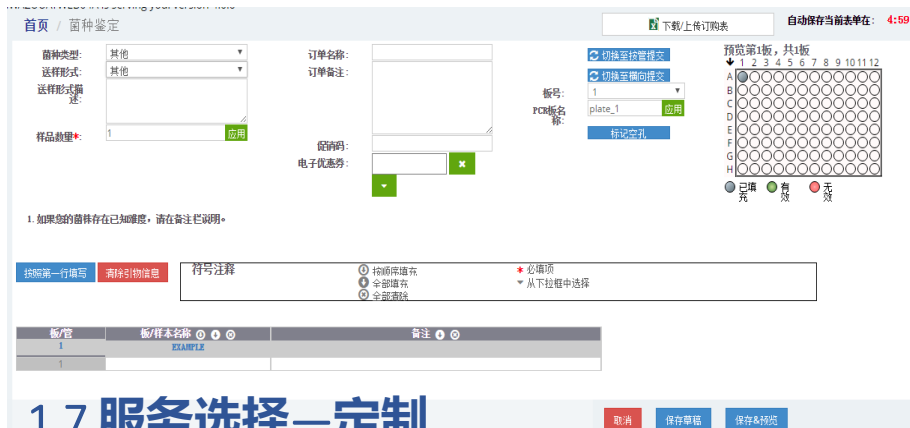 首页 / 菌种鉴定
下载/上传订购表
自动保存当前表单在: 4:59
菌种类型: 其他
送样形式: 其他
送样形式描述:
样品数量*: 1 应用
订单名称:
订单备注:
促销码:
电子优惠券:
切换至按管提交
切换至横向提交
板号: 1
PCR板名称: plate_1 应用
标记空孔
预览第1板，共1板
1 2 3 4 5 6 7 8 9 10 11 12
A
B
C
D
E
F
G
H
已填充 有效 无效
1. 如果您的菌株存在已知难度，请在备注栏说明。
按照第一行填写 清除引物信息
符号注释
按顺序填充
全部填充
全部清除
* 必填项
从下拉框中选择
板/管 板/样本名称 备注
1 EXAMPLE
1
1.7 服务选择—定制
取消 保存草稿 保存&预览